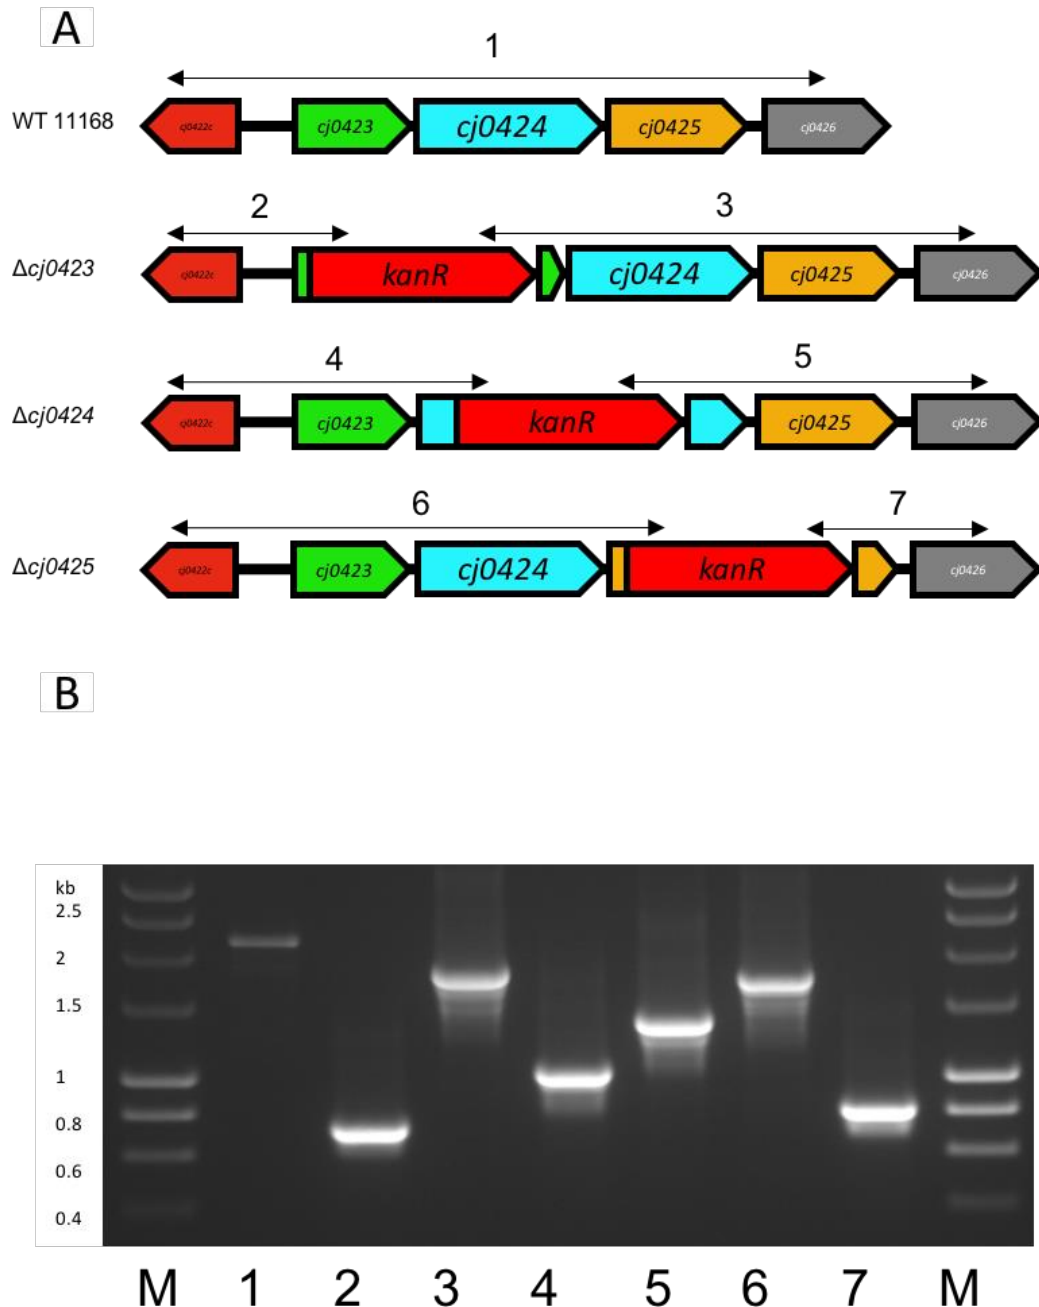 A
1
WT 11168
cj0422c cj0423 cj0424 cj0425 cj0426
2 3
Δcj0423
cj0422c kanR cj0424 cj0425 cj0426
4 5
Δcj0424
cj0422c cj0423 kanR cj0425 cj0426
6 7
Δcj0425
cj0422c cj0423 cj0424 kanR cj0426
B
kb
2.5
2
1.5
1
0.8
0.6
0.4
M 1 2 3 4 5 6 7 M